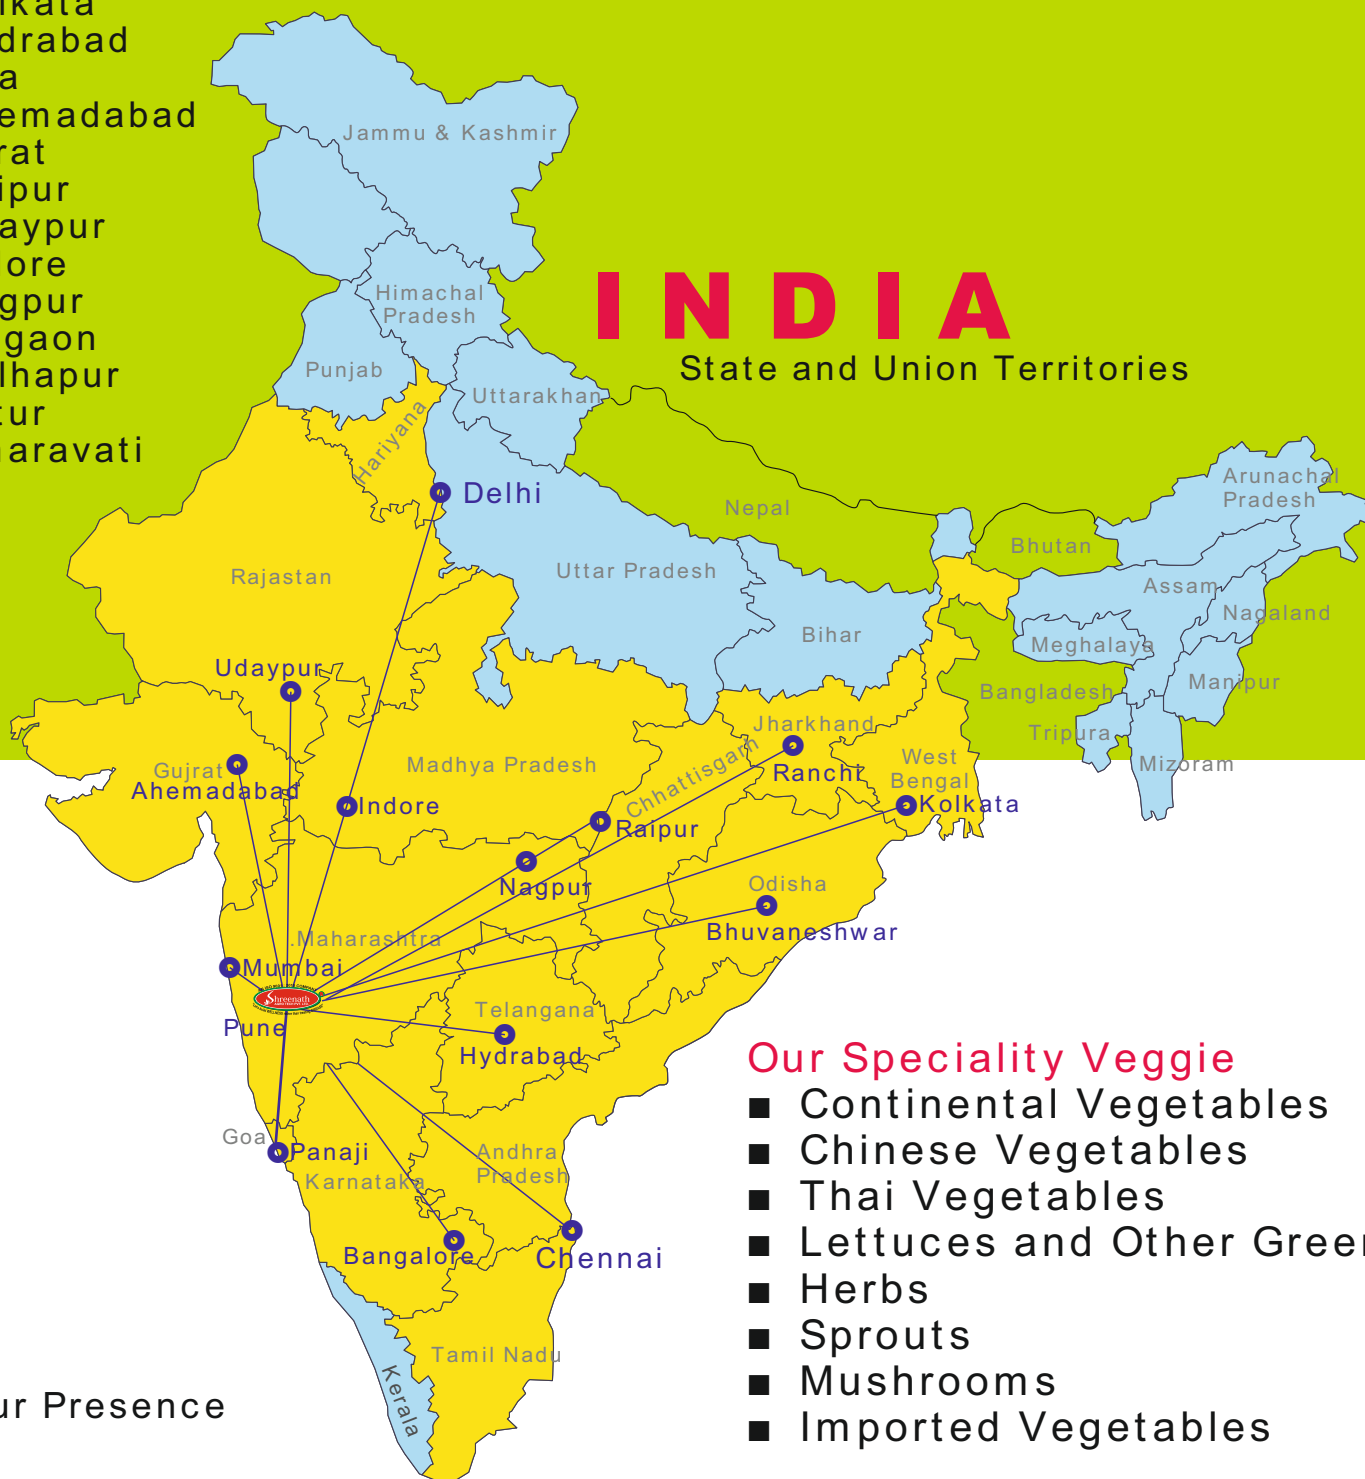 lkata
drabad
a
emadabad
rat
ipur
aypur
lore
gpur
gaon
lhapur
tur
aravati
Jammu & Kashmir
Himachal
Pradesh
INDIA
State and Union Territories
Punjab
Uttarakhan
Hariyana
Delhi
Nepal
Arunachal
Pradesh
Bhutan
Rajastan
Uttar Pradesh
Assam
Nagaland
Bihar
Meghalaya
Udaypur
Bangladesh
Manipur
Jharkhand
Tripura
Gujrat
Ahemadabad
Madhya Pradesh
Chhattisgarh
Ranchi
West
Bengal
Mizoram
Indore
Kolkata
Raipur
Nagpur
Odisha
Bhuvaneshwar
.Maharashtra
Mumbai
Shreenath
Pune
Telangana
Hydrabad
Our Speciality Veggie
■ Continental Vegetables
■ Chinese Vegetables
■ Thai Vegetables
■ Lettuces and Other Green
■ Herbs
■ Sprouts
■ Mushrooms
■ Imported Vegetables
Goa
Panaji
Karnataka
Andhra
Pradesh
Bangalore
Chennai
Tamil Nadu
Kerala
ur Presence